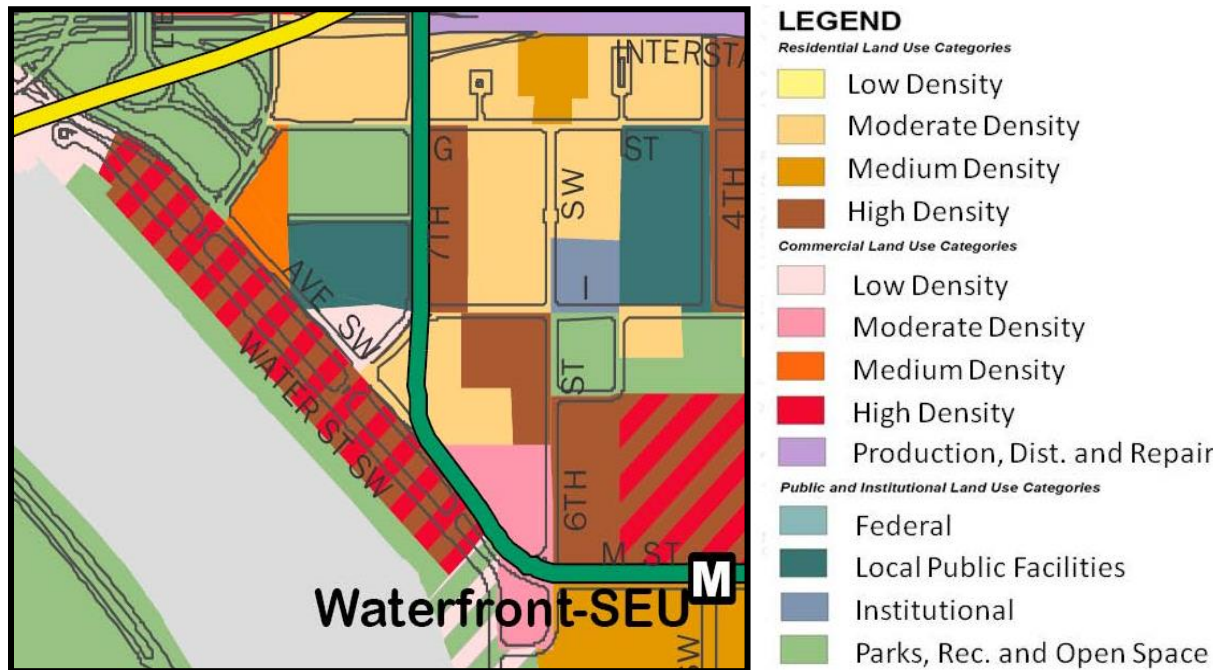 INTERSTA
G
ST
7TH
SW
4TH
I
AVE SW
WATER ST SW
ST
6TH
M ST
M
Waterfront-SEU
SW
LEGEND
Residential Land Use Categories
Low Density
Moderate Density
Medium Density
High Density
Commercial Land Use Categories
Low Density
Moderate Density
Medium Density
High Density
Production, Dist. and Repair
Public and Institutional Land Use Categories
Federal
Local Public Facilities
Institutional
Parks, Rec. and Open Space